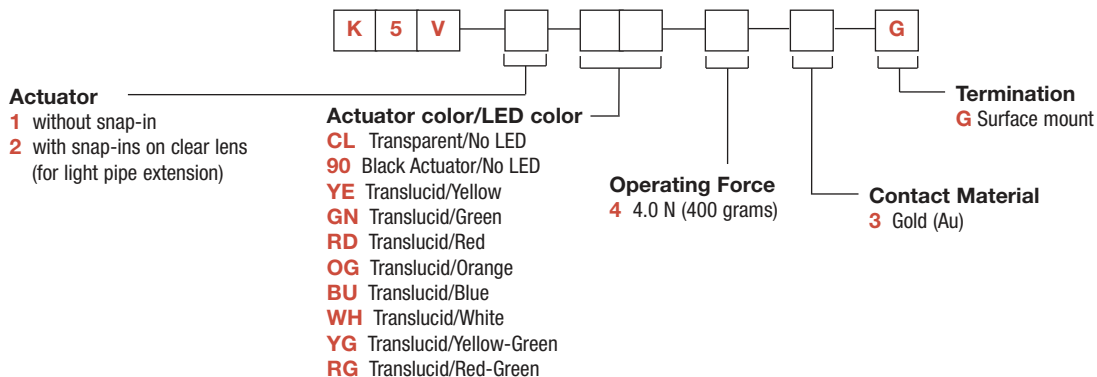 K 5 V G
Actuator
1 without snap-in
2 with snap-ins on clear lens
(for light pipe extension)
Actuator color/LED color
CL Transparent/No LED
90 Black Actuator/No LED
YE Translucid/Yellow
GN Translucid/Green
RD Translucid/Red
OG Translucid/Orange
BU Translucid/Blue
WH Translucid/White
YG Translucid/Yellow-Green
RG Translucid/Red-Green
Operating Force
4 4.0 N (400 grams)
Contact Material
3 Gold (Au)
Termination
G Surface mount